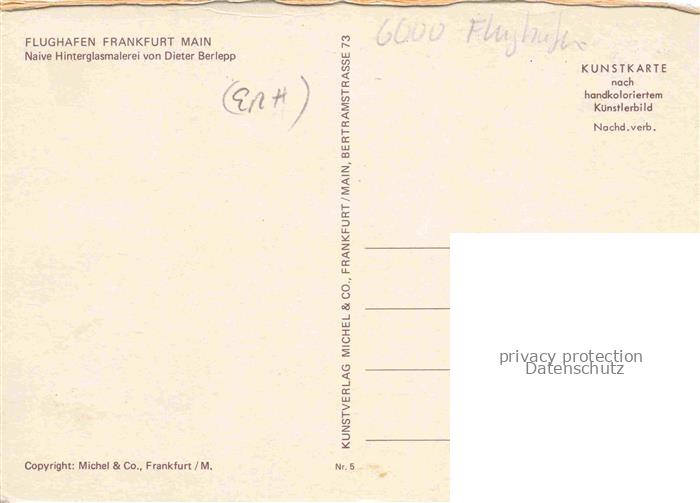 FLUGHAFEN FRANKFURT MAIN
Naive Hinterglasmalerei von Dieter Berlepp
6000 Flughafen
KUNSTKARTE
nach
handkoloriertem
Künstlerbild
Nachd.verb.
KUNSTVERLAG MICHEL & CO., FRANKFURT/MAIN, BERTRAMSTRASSE 73
privacy protection
Datenschutz
Copyright: Michel & Co., Frankfurt/M.
Nr. 5